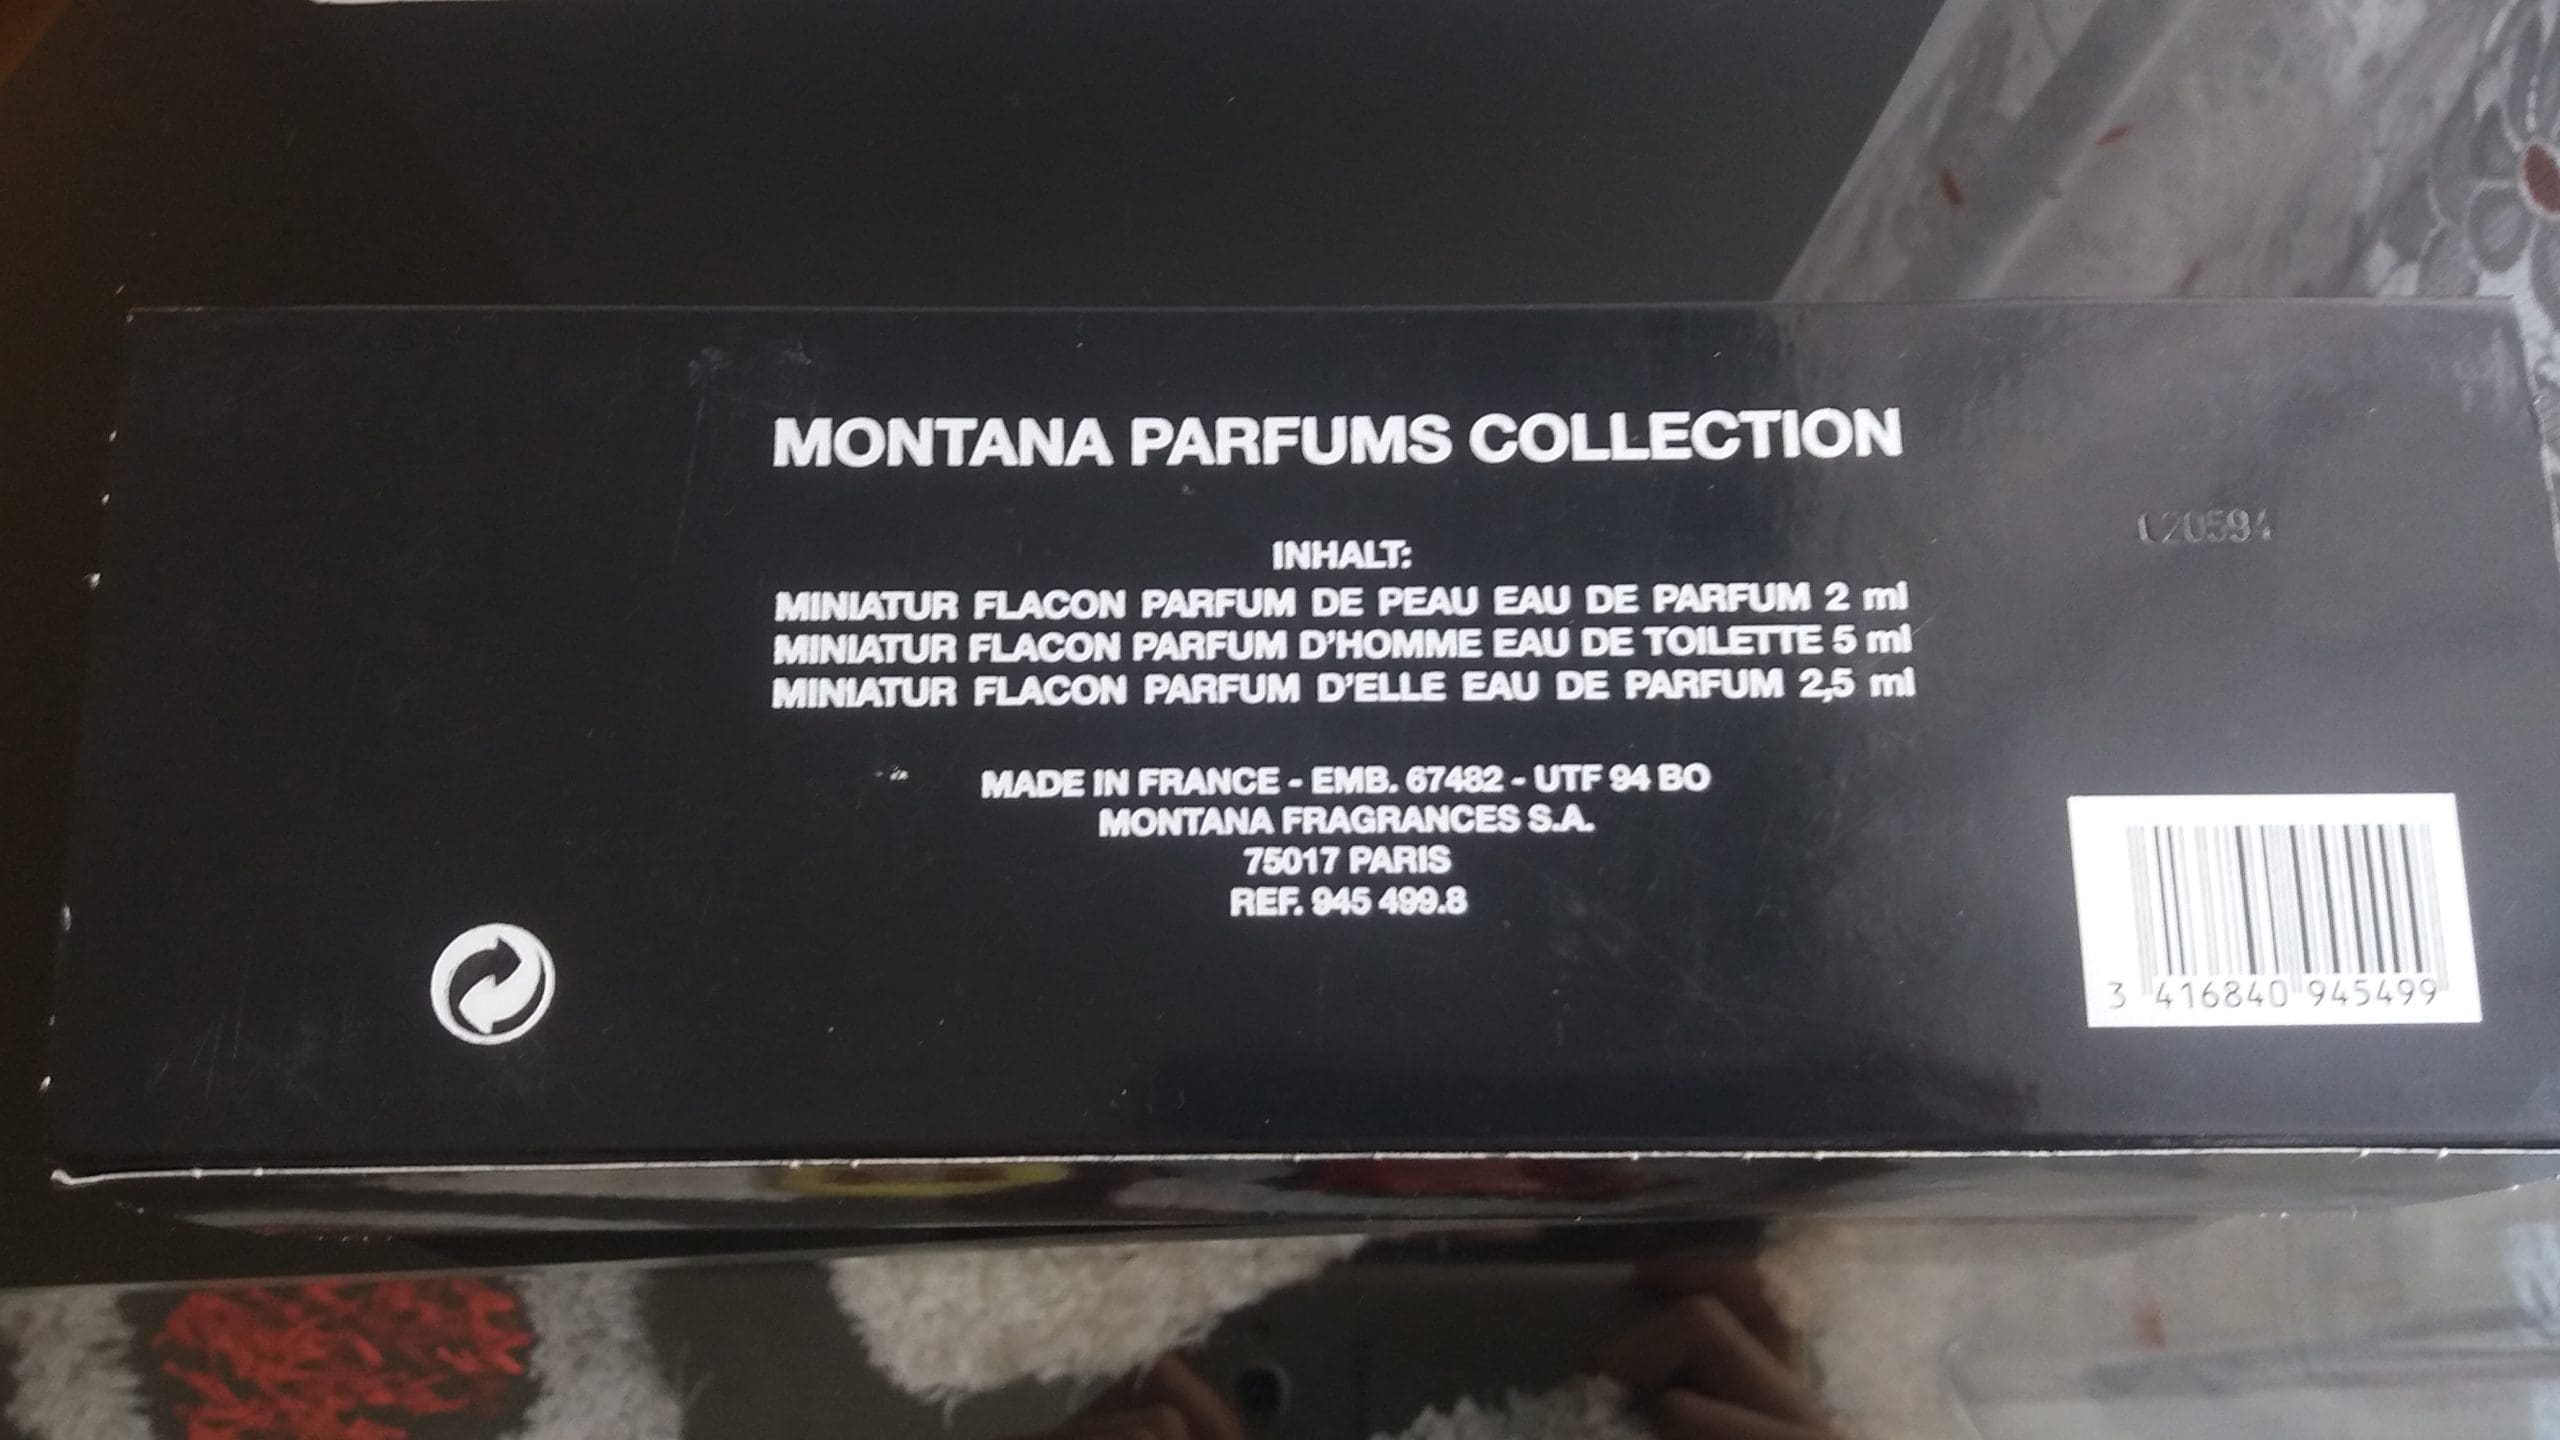 MONTANA PARFUMS COLLECTION
INHALT:
MINIATUR FLACON PARFUM DE PEAU EAU DE PARFUM 2 ml
MINIATUR FLACON PARFUM D'HOMME EAU DE TOILETTE 5 ml
MINIATUR FLACON PARFUM D'ELLE EAU DE PARFUM 2,5 ml
MADE IN FRANCE - EMB. 67482 - UTF 94 BO
MONTANA FRAGRANCES S.A.
75017 PARIS
REF. 945 499.8
3 416840 945499